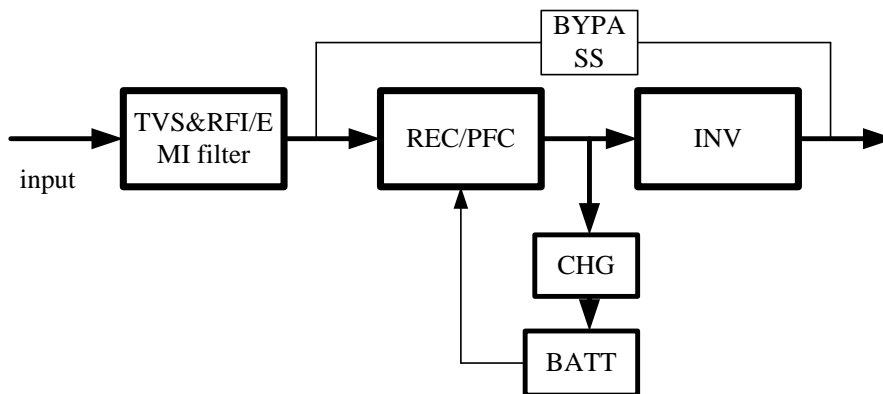 BYPA
SS
TVS&RFI/E
MI filter
REC/PFC
INV
input
CHG
BATT